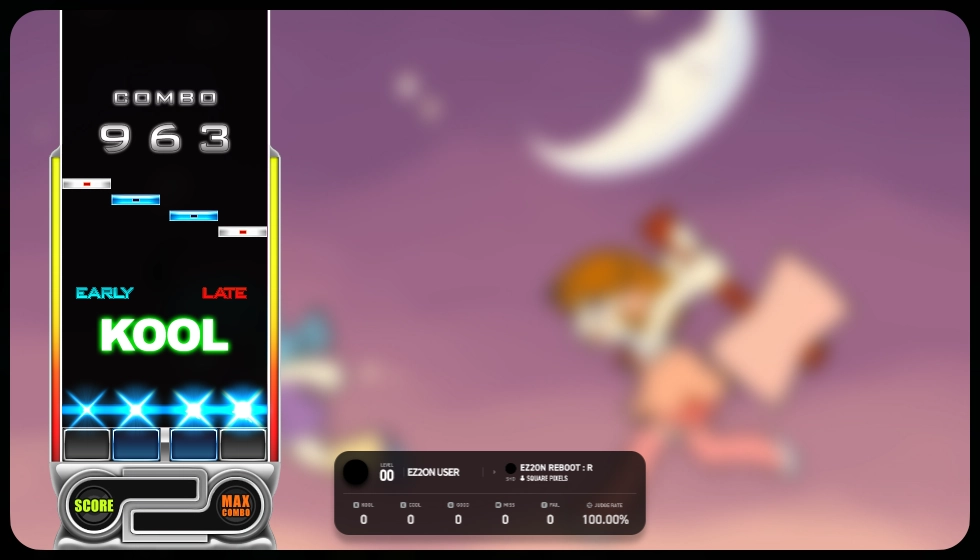 COMBO
963
EARLY LATE
KOOL
SCORE
MAX
COMBO
LEVEL
00
EZ2ON USER
EZ2ON REBOOT : R
SQUARE PIXELS
KOOL COOL GOOD MISS FAIL JUDGE RATE
0 0 0 0 0 100.00%